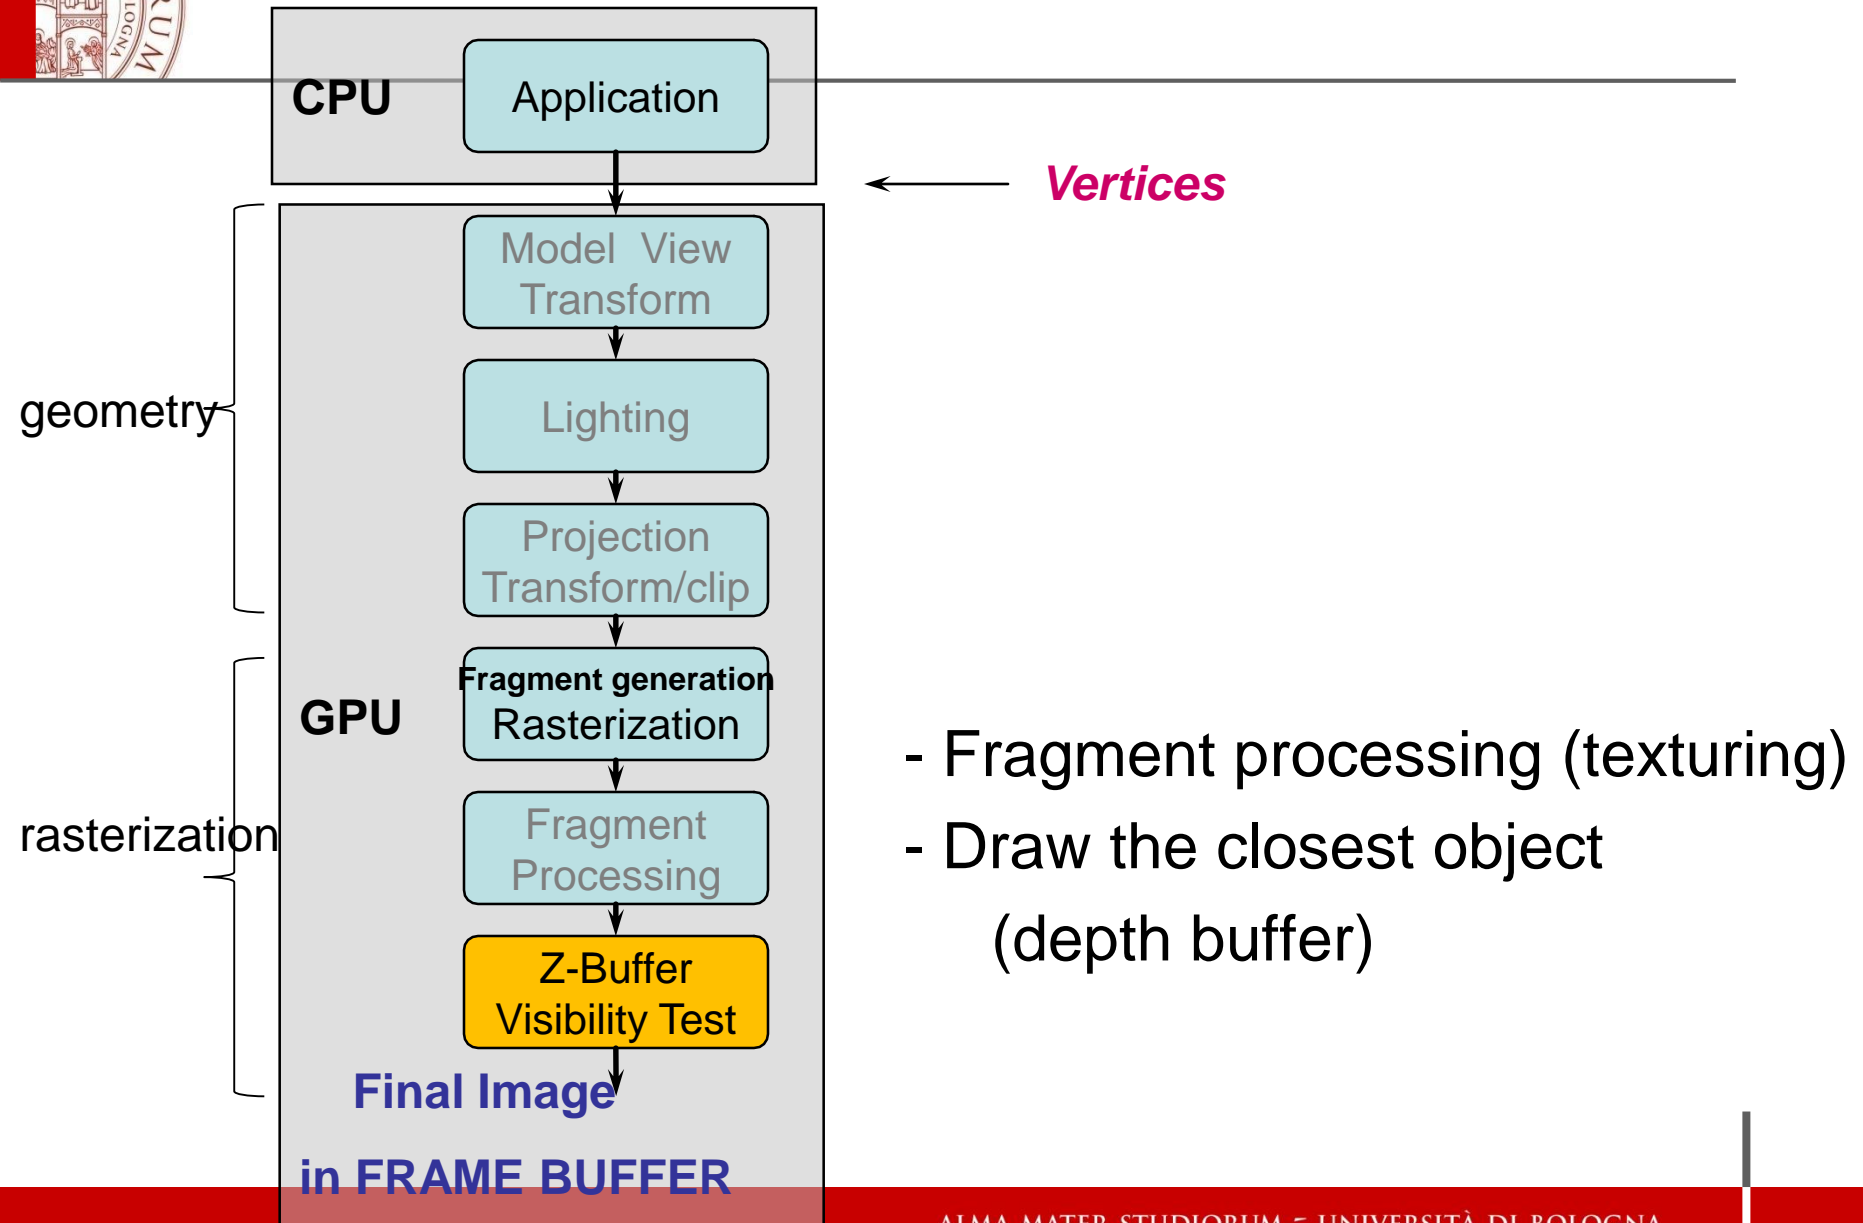 RUM
LOGNA
CPU
Application
Vertices
Model View
Transform
geometry
Lighting
Projection
Transform/clip
Fragment generation
GPU
Rasterization
- Fragment processing (texturing)
rasterization
Fragment
Processing
- Draw the closest object
(depth buffer)
Z-Buffer
Visibility Test
Final Image
in FRAME BUFFER
ALMA MATER STUDIORUM – UNIVERSITÀ DI BOLOGNA